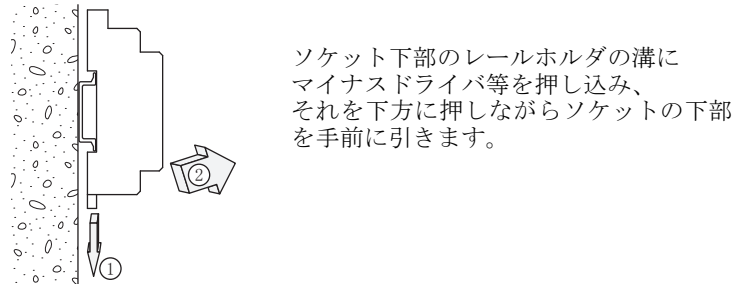 ソケット下部のレールホルダの溝に
マイナスドライバ等を押し込み、
それを下方に押しながらソケットの下部
を手前に引きます。
②
①